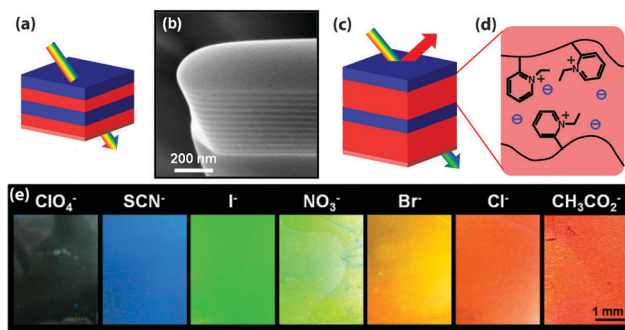 (a)
(b)
(c)
(d)
200 nm
N
+
N
+
N
+
⊖
⊖
⊖
⊖
(e)
ClO₄⁻ SCN⁻ I⁻ NO₃⁻ Br⁻ Cl⁻ CH₃CO₂⁻
1 mm